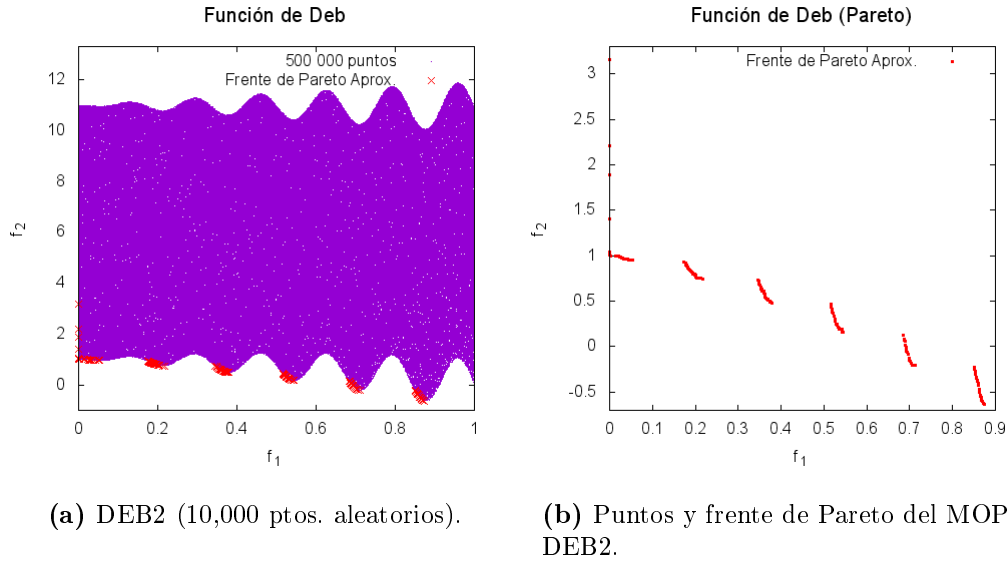 Función de Deb
500 000 puntos
Frente de Pareto Aprox.
12
10
8
6
4
2
0
f2
0 0.2 0.4 0.6 0.8 1
f1
(a) DEB2 (10,000 ptos. aleatorios).
Función de Deb (Pareto)
Frente de Pareto Aprox.
3
2.5
2
1.5
1
0.5
0
-0.5
f2
0 0.1 0.2 0.3 0.4 0.5 0.6 0.7 0.8 0.9
f1
(b) Puntos y frente de Pareto del MOP
DEB2.